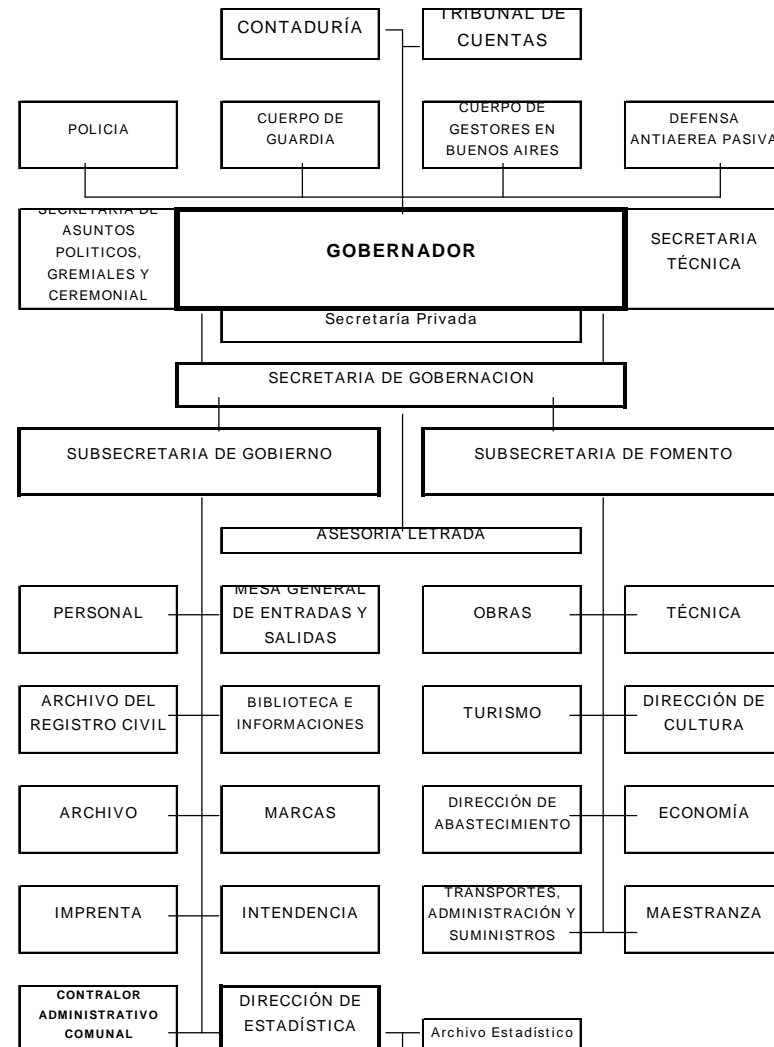 CONTADURÍA
TRIBUNAL DE
CUENTAS
POLICIA
CUERPO DE
GUARDIA
CUERPO DE
GESTORES EN
BUENOS AIRES
DEFENSA
ANTIAEREA PASIVA
SECRETARIA DE
ASUNTOS
POLITICOS,
GREMIALES Y
CEREMONIAL
GOBERNADOR
SECRETARIA
TÉCNICA
Secretaría Privada
SECRETARIA DE GOBERNACION
SUBSECRETARIA DE GOBIERNO
SUBSECRETARIA DE FOMENTO
ASESORIA LETRADA
PERSONAL
MESA GENERAL
DE ENTRADAS Y
SALIDAS
OBRAS
TÉCNICA
ARCHIVO DEL
REGISTRO CIVIL
BIBLIOTECA E
INFORMACIONES
TURISMO
DIRECCIÓN DE
CULTURA
ARCHIVO
MARCAS
DIRECCIÓN DE
ABASTECIMIENTO
ECONOMÍA
IMPRENTA
INTENDENCIA
TRANSPORTES,
ADMINISTRACIÓN Y
SUMINISTROS
MAESTRANZA
CONTRALOR
ADMINISTRATIVO
COMUNAL
DIRECCIÓN DE
ESTADÍSTICA
Archivo Estadístico